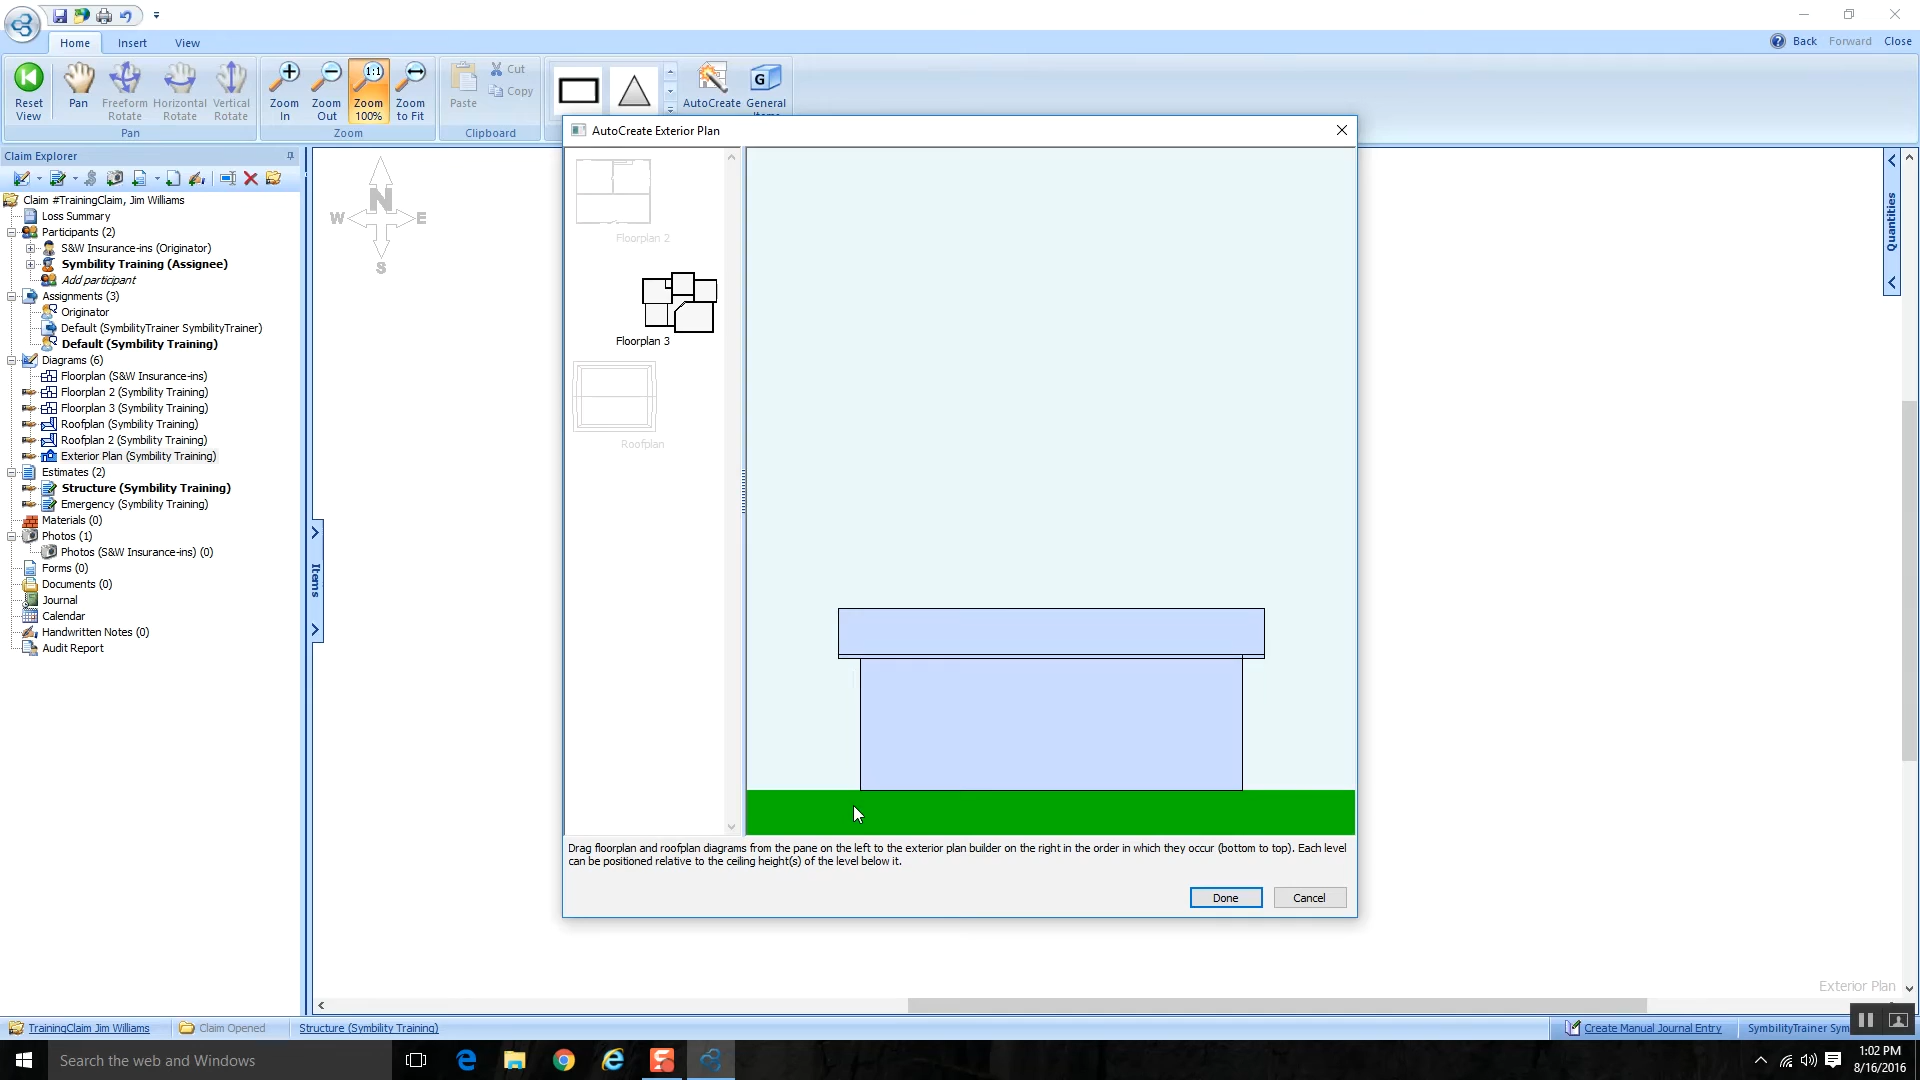 Home Insert View
Back Forward Close
Reset View
Pan
Freeform Rotate
Horizontal Rotate
Vertical Rotate
Zoom In
Zoom Out
1:1
Zoom 100%
Zoom to Fit
Paste
Cut
Copy
AutoCreate
General
Pan Zoom Clipboard
AutoCreate Exterior Plan
Claim Explorer
Claim #TrainingClaim, Jim Williams
Loss Summary
Participants (2)
S&W Insurance-ins (Originator)
Symbility Training (Assignee)
Add participant
Assignments (3)
Originator
Default (SymbilityTrainer SymbilityTrainer)
Default (Symbility Training)
Diagrams (6)
Floorplan (S&W Insurance-ins)
Floorplan 2 (Symbility Training)
Floorplan 3 (Symbility Training)
Roofplan (Symbility Training)
Roofplan 2 (Symbility Training)
Exterior Plan (Symbility Training)
Estimates (2)
Structure (Symbility Training)
Emergency (Symbility Training)
Materials (0)
Photos (1)
Photos (S&W Insurance-ins) (0)
Forms (0)
Documents (0)
Journal
Calendar
Handwritten Notes (0)
Audit Report
N
W E
S
Items
Floorplan 2
Floorplan 3
Roofplan
Quantities
Drag floorplan and roofplan diagrams from the pane on the left to the exterior plan builder on the right in the order in which they occur (bottom to top). Each level
can be positioned relative to the ceiling height(s) of the level below it.
Done Cancel
Exterior Plan
TrainingClaim Jim Williams Claim Opened Structure (Symbility Training) Create Manual Journal Entry SymbilityTrainer Sym
Search the web and Windows
1:02 PM
8/16/2016